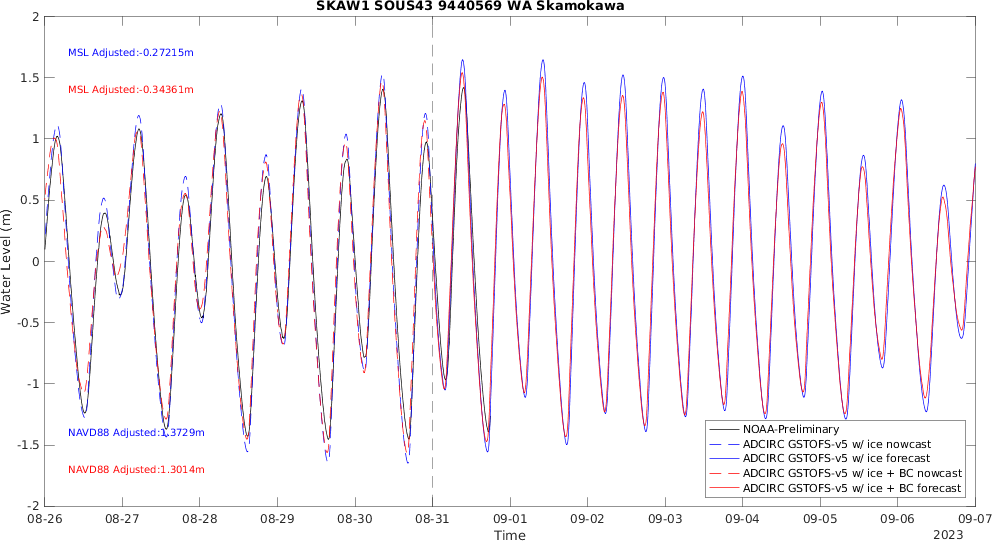 SKAW1 SOUS43 9440569 WA Skamokawa
2
1.5
1
0.5
0
-0.5
-1
-1.5
-2
Water Level (m)
MSL Adjusted:-0.27215m
MSL Adjusted:-0.34361m
NAVD88 Adjusted:1.3729m
NAVD88 Adjusted:1.3014m
NOAA-Preliminary
ADCIRC GSTOFS-v5 w/ ice nowcast
ADCIRC GSTOFS-v5 w/ ice forecast
ADCIRC GSTOFS-v5 w/ ice + BC nowcast
ADCIRC GSTOFS-v5 w/ ice + BC forecast
08-26 08-27 08-28 08-29 08-30 08-31 09-01 09-02 09-03 09-04 09-05 09-06 09-07
Time
2023